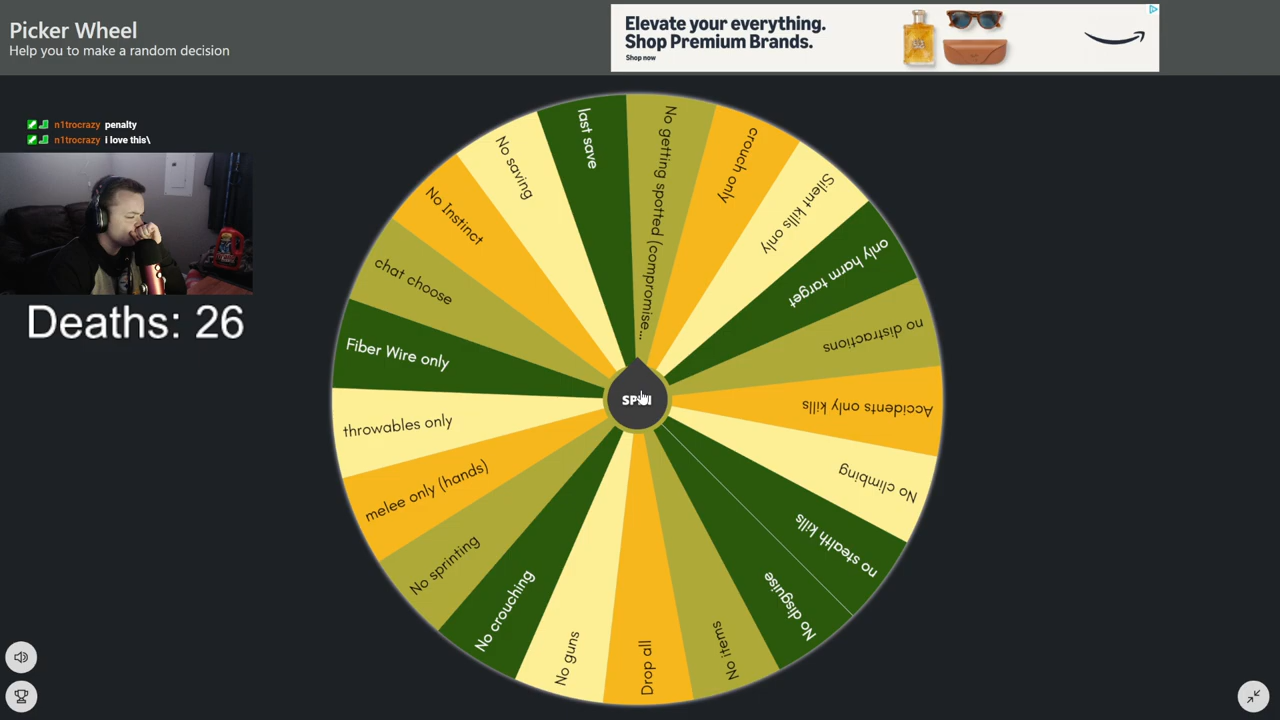 Picker Wheel
Help you to make a random decision
Elevate your everything.
Shop Premium Brands.
Shop now
n1trocrazy penalty
n1trocrazy i love this\
Deaths: 26
last save
No getting spotted (compromise...
crouch only
Silent kills only
only harm target
no distractions
Accidents only kills
No climbing
no stealth kills
No disguise
No items
Drop all
No guns
No crouching
No sprinting
melee only (hands)
throwables only
Fiber Wire only
chat choose
No Instinct
No saving